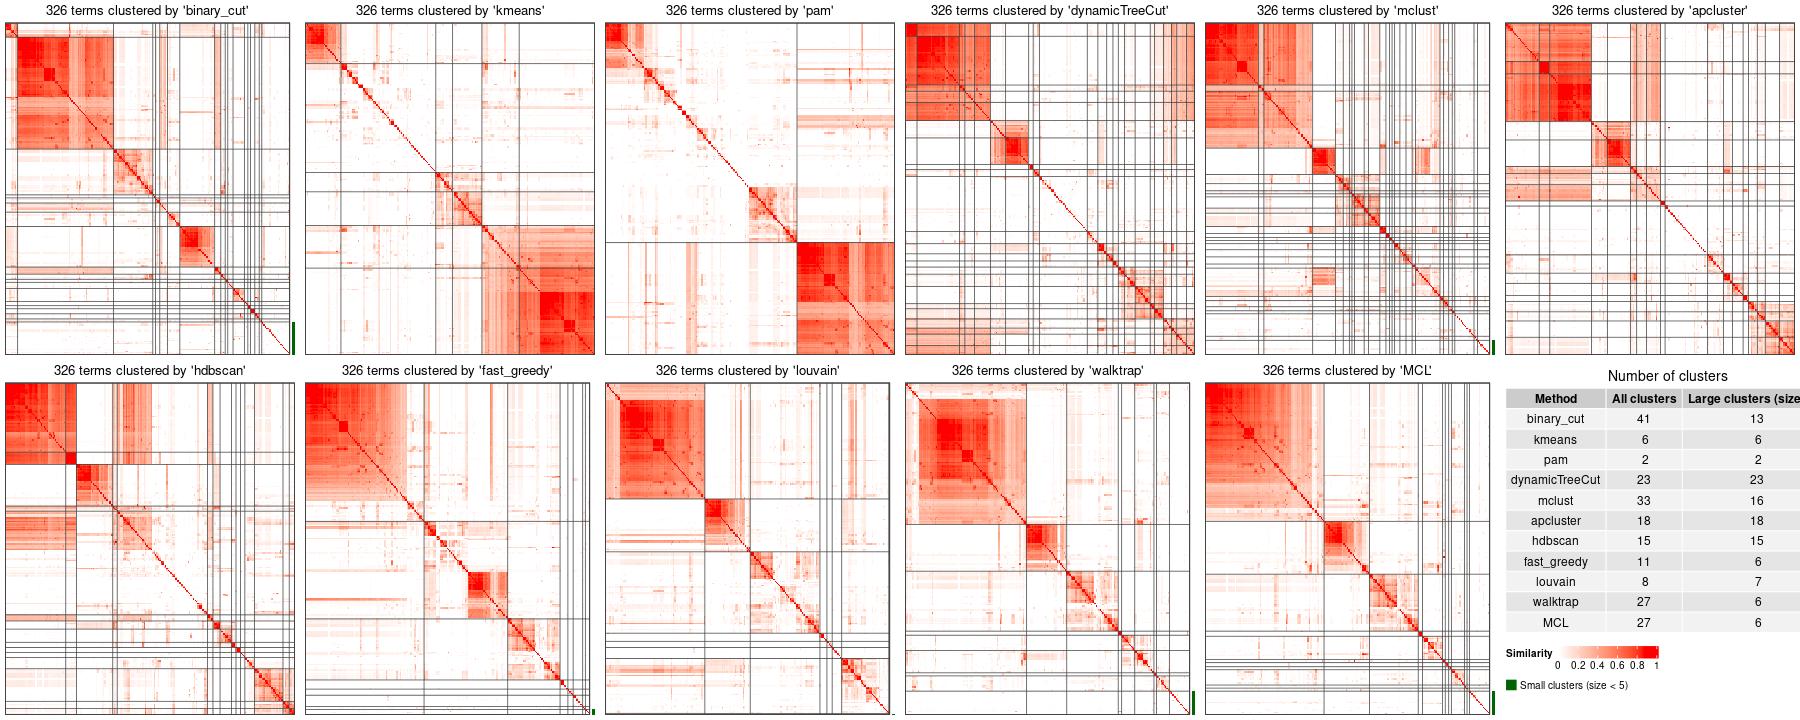 326 terms clustered by 'binary_cut'
326 terms clustered by 'kmeans'
326 terms clustered by 'pam'
326 terms clustered by 'dynamicTreeCut'
326 terms clustered by 'mclust'
326 terms clustered by 'apcluster'
326 terms clustered by 'hdbscan'
326 terms clustered by 'fast_greedy'
326 terms clustered by 'louvain'
326 terms clustered by 'walktrap'
326 terms clustered by 'MCL'
Number of clusters
Method All clusters Large clusters (size
binary_cut 41 13
kmeans 6 6
pam 2 2
dynamicTreeCut 23 23
mclust 33 16
apcluster 18 18
hdbscan 15 15
fast_greedy 11 6
louvain 8 7
walktrap 27 6
MCL 27 6
Similarity
0 0.2 0.4 0.6 0.8 1
Small clusters (size < 5)